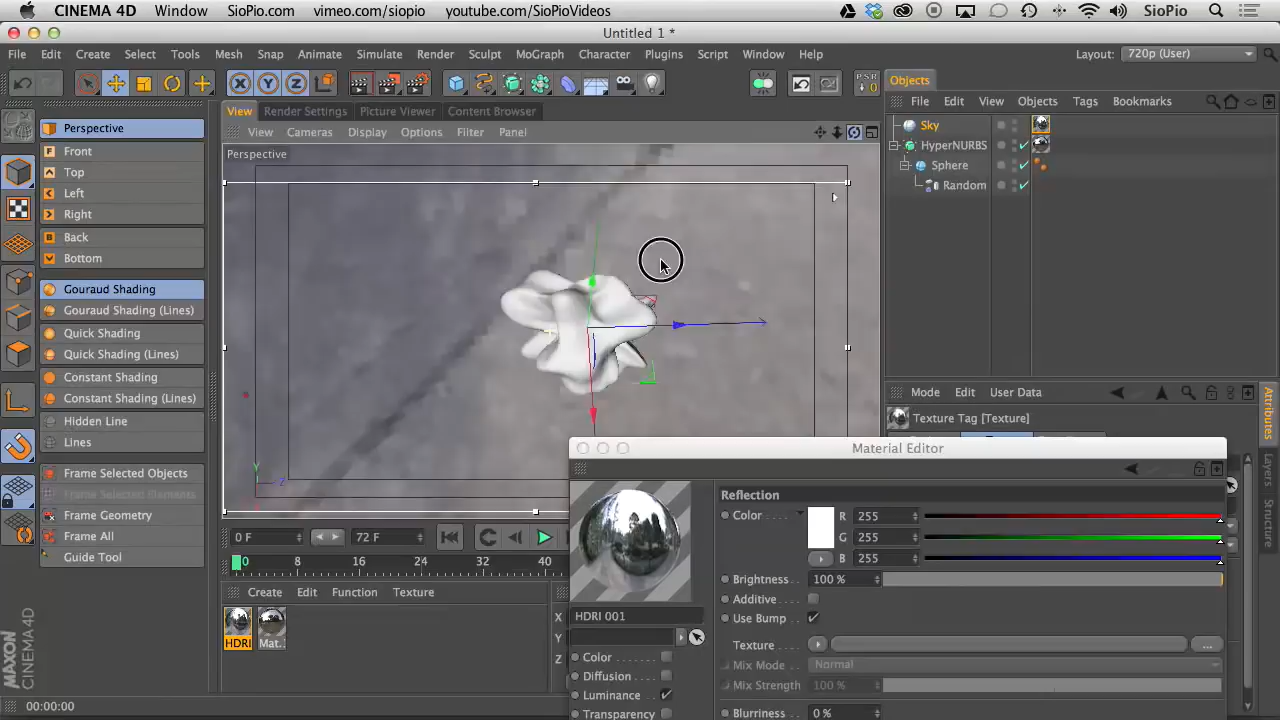 CINEMA 4D Window SioPio.com vimeo.com/siopio youtube.com/SioPioVideos SioPio
Untitled 1 *
File Edit Create Select Tools Mesh Snap Animate Simulate Render Sculpt MoGraph Character Plugins Script Window Help Layout: 720p (User)
X Y Z P S R 0
Objects
View Render Settings Picture Viewer Content Browser
File Edit View Objects Tags Bookmarks
View Cameras Display Options Filter Panel
Perspective
F Front
T Top
L Left
R Right
B Back
B Bottom
Gouraud Shading
Gouraud Shading (Lines)
Quick Shading
Quick Shading (Lines)
Constant Shading
Constant Shading (Lines)
Hidden Line
Lines
Frame Selected Objects
Frame Selected Elements
Frame Geometry
Frame All
Guide Tool
Perspective
Y
Z
Sky
HyperNURBS
Sphere
Random
Mode Edit User Data
Texture Tag [Texture]
Attributes
Layers
Structure
0 F 72 F
0 8 16 24 32 40
Create Edit Function Texture
HDRI Mat.
X
Y
Z
Material Editor
HDRI 001
Color
Diffusion
Luminance
Transparency
Reflection
Color R 255
G 255
B 255
Brightness 100 %
Additive
Use Bump
Texture ...
Mix Mode Normal
Mix Strength 100 %
Blurriness 0 %
MAXON
CINEMA 4D
00:00:00